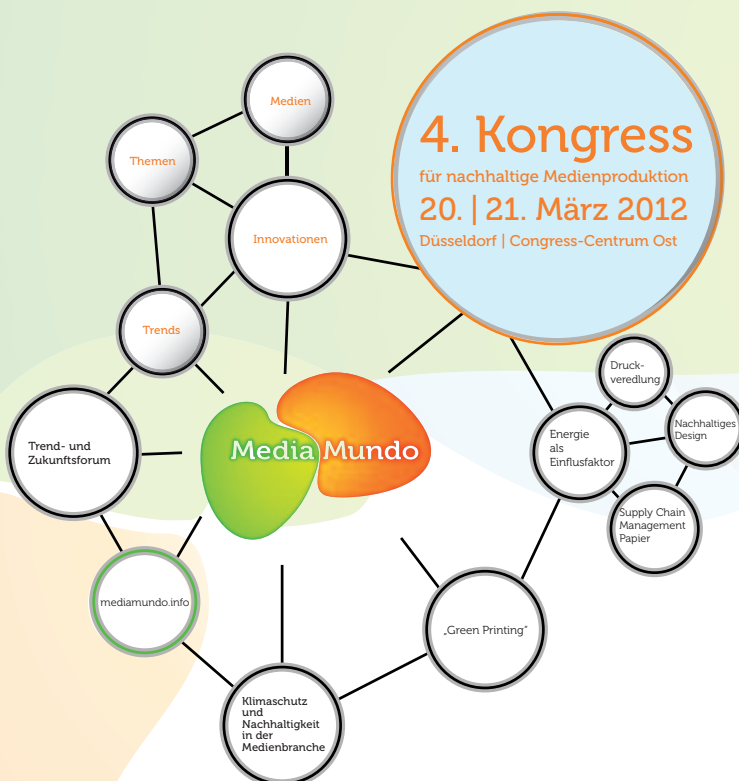 Medien
4. Kongress
für nachhaltige Medienproduktion
20. | 21. März 2012
Düsseldorf | Congress-Centrum Ost
Themen
Innovationen
Trends
Druck-
veredlung
Nachhaltiges
Design
Energie
als
Einflusfaktor
Trend- und
Zukunftsforum
Media Mundo
Supply Chain
Management
Papier
mediamundo.info
„Green Printing“
Klimaschutz
und
Nachhaltigkeit
in der
Medienbranche